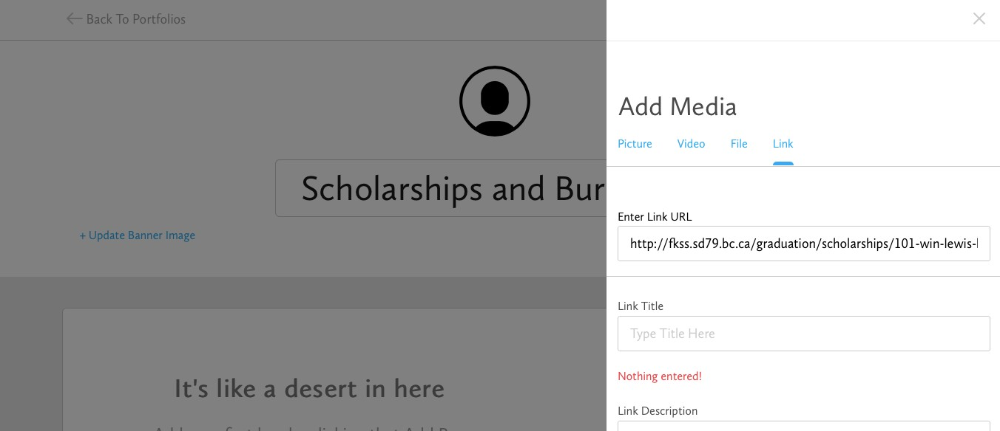 Back To Portfolios
Scholarships and Bur
+ Update Banner Image
It's like a desert in here
Add Media
Picture Video File Link
Enter Link URL
http://fkss.sd79.bc.ca/graduation/scholarships/101-win-lewis-
Link Title
Type Title Here
Nothing entered!
Link Description